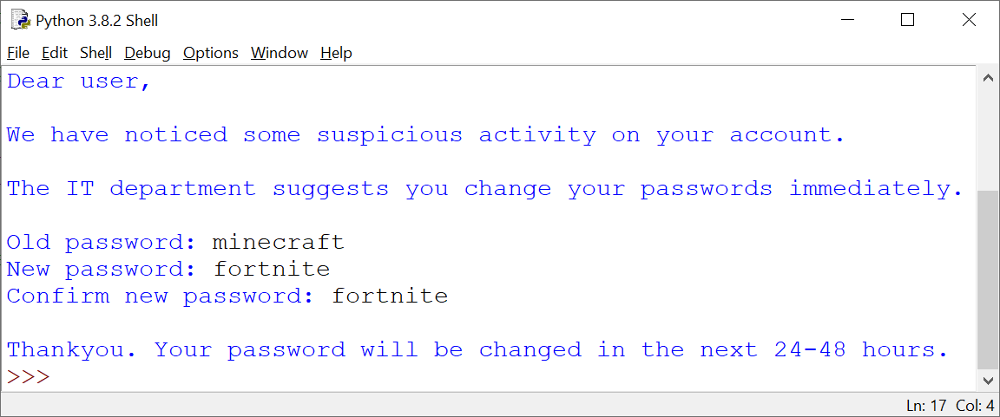 Python 3.8.2 Shell
File Edit Shell Debug Options Window Help
Dear user,
We have noticed some suspicious activity on your account.
The IT department suggests you change your passwords immediately.
Old password: minecraft
New password: fortnite
Confirm new password: fortnite
Thankyou. Your password will be changed in the next 24-48 hours.
>>>
Ln: 17 Col: 4